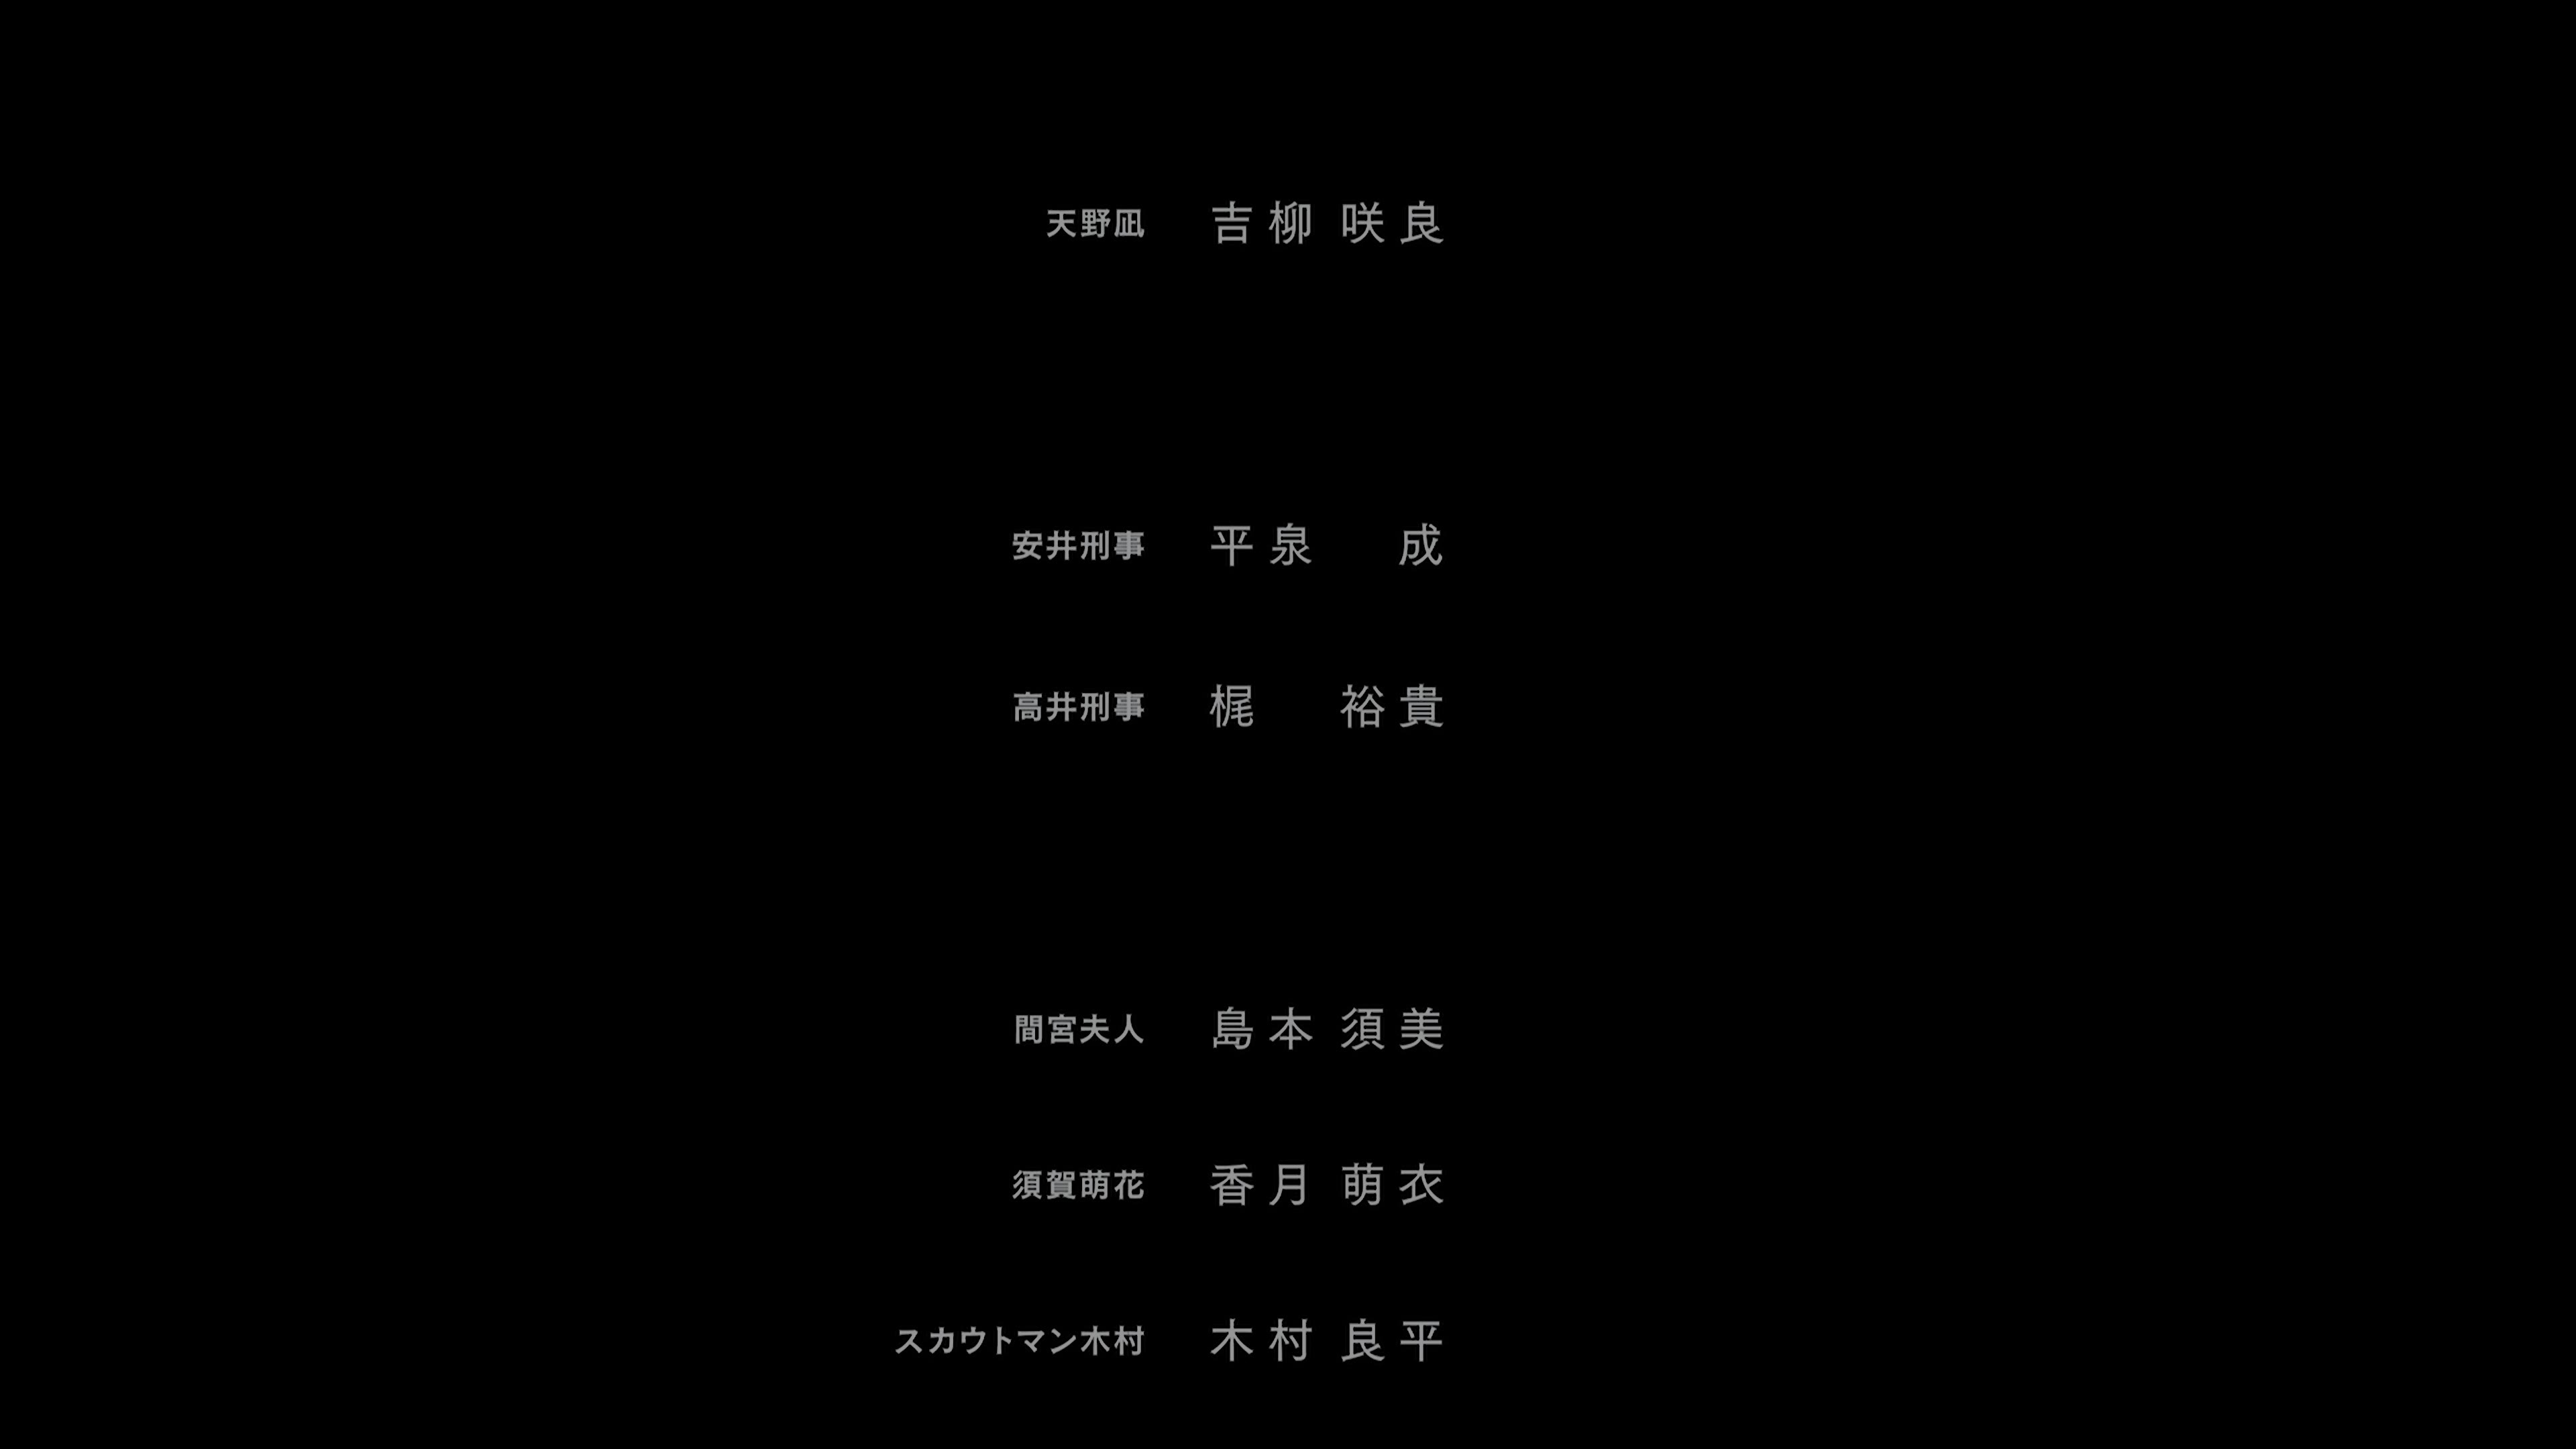 天野凪 吉柳 咲良
安井刑事 平泉 成
高井刑事 梶 裕貴
間宮夫人 島本 須美
須賀萌花 香月 萌衣
スカウトマン木村 木村 良平